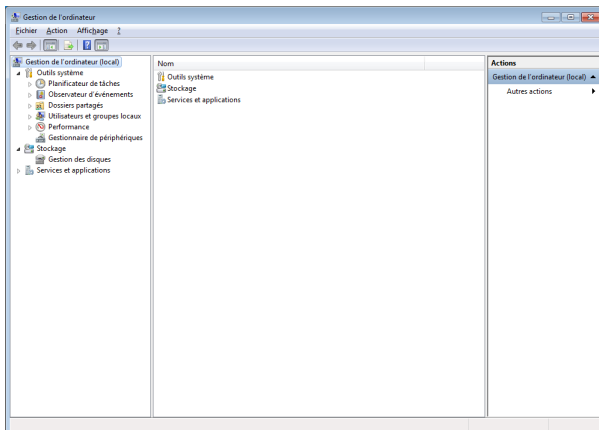 Gestion de l'ordinateur
Eichier Action Affichage ?
Gestion de l'ordinateur (local)
Outils système
Planificateur de tâches
Observateur d'événements
Dossiers partagés
Utilisateurs et groupes locaux
Performance
Gestionnaire de périphériques
Stockage
Gestion des disques
Services et applications
Nom
Outils système
Stockage
Services et applications
Actions
Gestion de l'ordinateur (local)
Autres actions